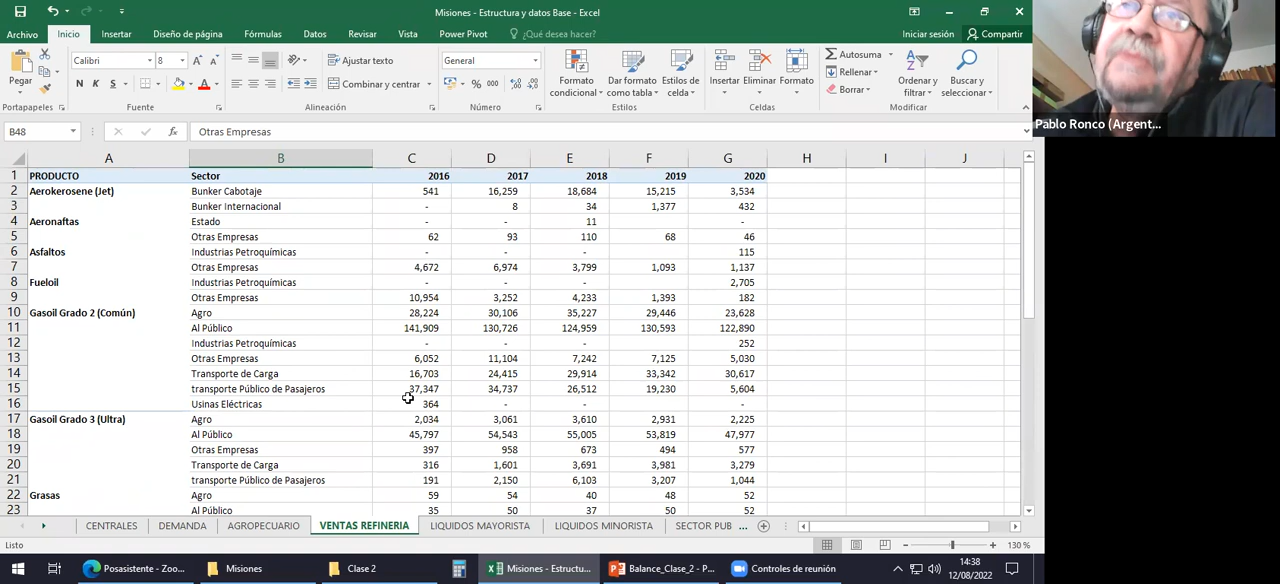 Misiones - Estructura y datos Base - Excel
Archivo Inicio Insertar Diseño de página Fórmulas Datos Revisar Vista Power Pivot ¿Qué desea hacer? Iniciar sesión Compartir
Pegar Calibri 8 Ajustar texto General Formato condicional Dar formato como tabla Estilos de celda Insertar Eliminar Formato Autosuma Ordenar y filtrar Buscar y seleccionar
N K S Combinar y centrar % 000 Rellenar
Borrar
Portapapeles Fuente Alineación Número Estilos Celdas Modificar
Pablo Ronco (Argent...
B48 fx Otras Empresas
A B C D E F G H I J
1 PRODUCTO Sector 2016 2017 2018 2019 2020
2 Aerokerosene (Jet) Bunker Cabotaje 541 16,259 18,684 15,215 3,534
3 Bunker Internacional - 8 34 1,377 432
4 Aeronaftas Estado - - 11 -
5 Otras Empresas 62 93 110 68 46
6 Asfaltos Industrias Petroquímicas - - - 115
7 Otras Empresas 4,672 6,974 3,799 1,093 1,137
8 Fueloil Industrias Petroquímicas - - - 2,705
9 Otras Empresas 10,954 3,252 4,233 1,393 182
10 Gasoil Grado 2 (Común) Agro 28,224 30,106 35,227 29,446 23,628
11 Al Público 141,909 130,726 124,959 130,593 122,890
12 Industrias Petroquímicas - - - 252
13 Otras Empresas 6,052 11,104 7,242 7,125 5,030
14 Transporte de Carga 16,703 24,415 29,914 33,342 30,617
15 transporte Público de Pasajeros 37,347 34,737 26,512 19,230 5,604
16 Usinas Eléctricas 364 - - - -
17 Gasoil Grado 3 (Ultra) Agro 2,034 3,061 3,610 2,931 2,225
18 Al Público 45,797 54,543 55,005 53,819 47,977
19 Otras Empresas 397 958 673 494 577
20 Transporte de Carga 316 1,601 3,691 3,981 3,279
21 transporte Público de Pasajeros 191 2,150 6,103 3,207 1,044
22 Grasas Agro 59 54 40 48 52
23 Al Público 35 50 37 50 52
CENTRALES DEMANDA AGROPECUARIO VENTAS REFINERIA LIQUIDOS MAYORISTA LIQUIDOS MINORISTA SECTOR PUB ...
Listo 130 %
Posasistente - Zoo... Misiones Clase 2 Misiones - Estructu... Balance_Clase_2 - P... Controles de reunión 14:38
12/08/2022